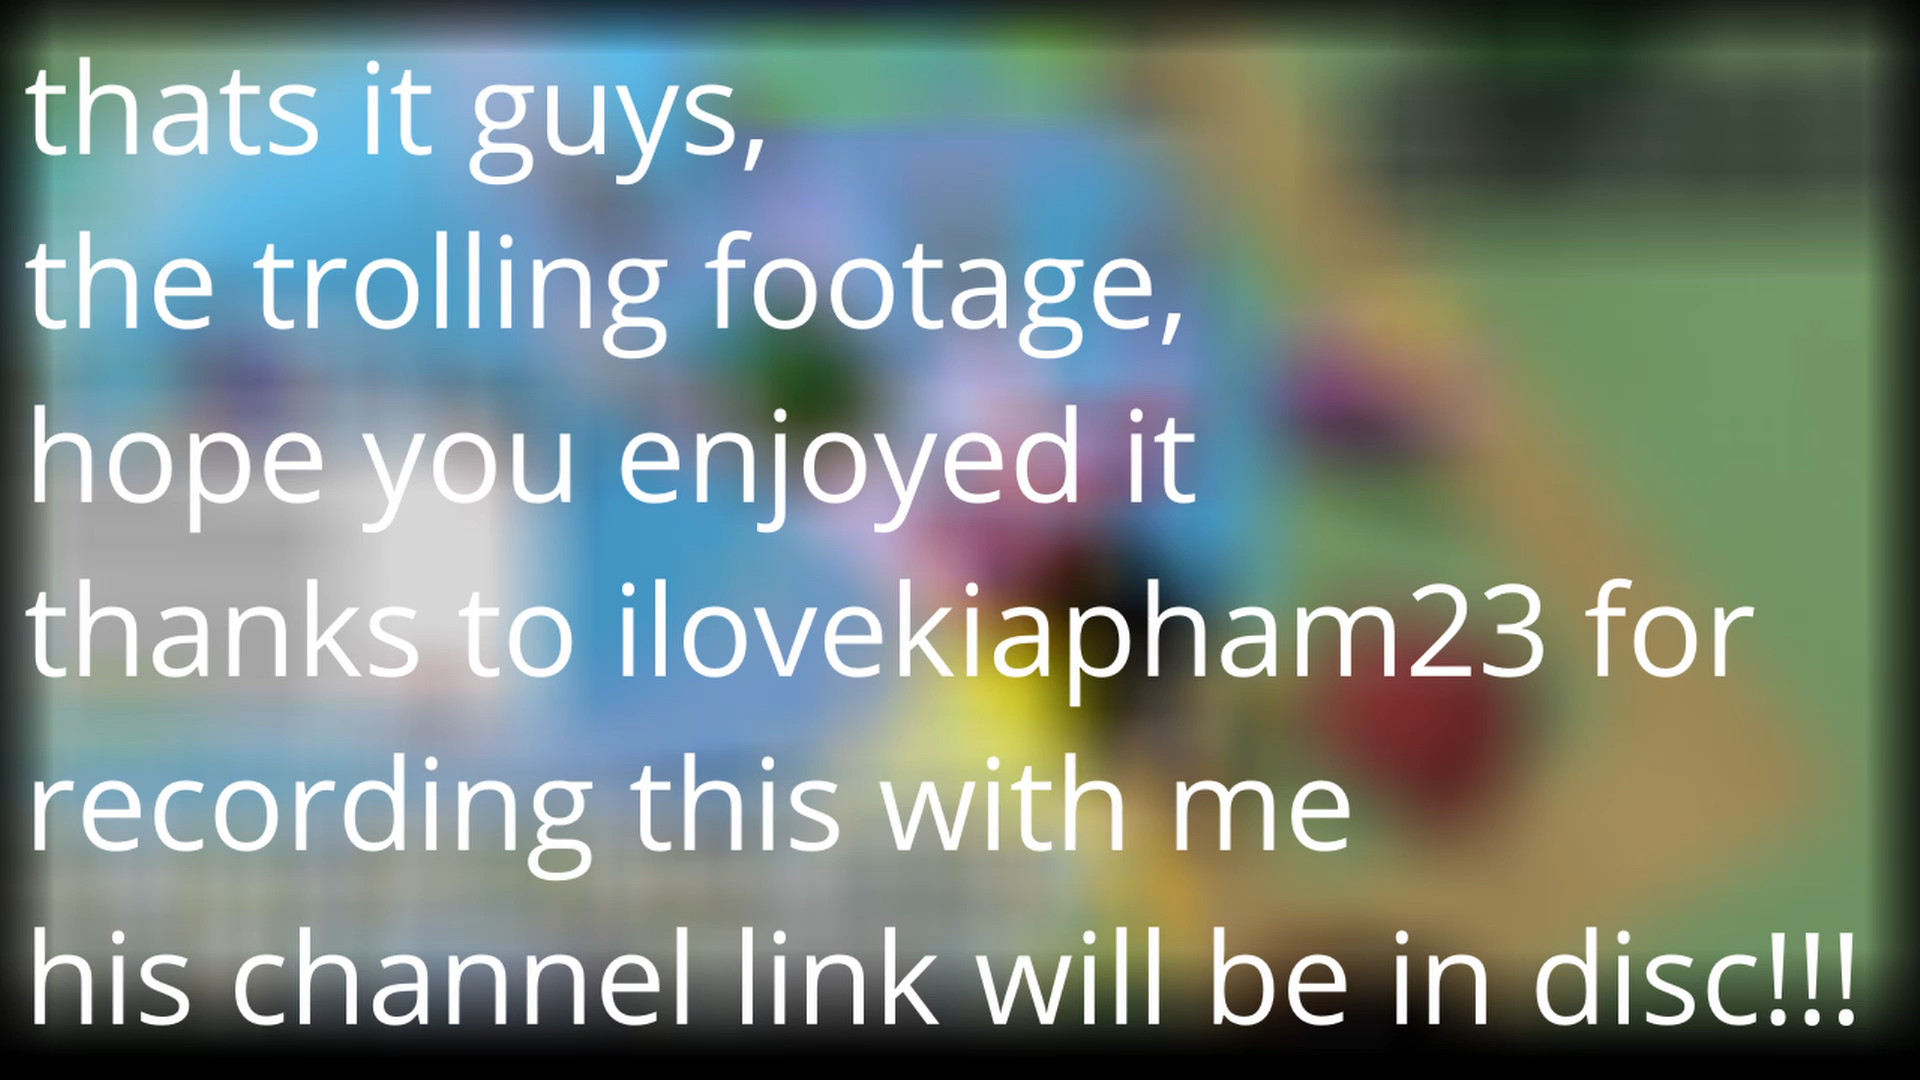 thats it guys,
the trolling footage,
hope you enjoyed it
thanks to ilovekiapham23 for
recording this with me
his channel link will be in disc!!!